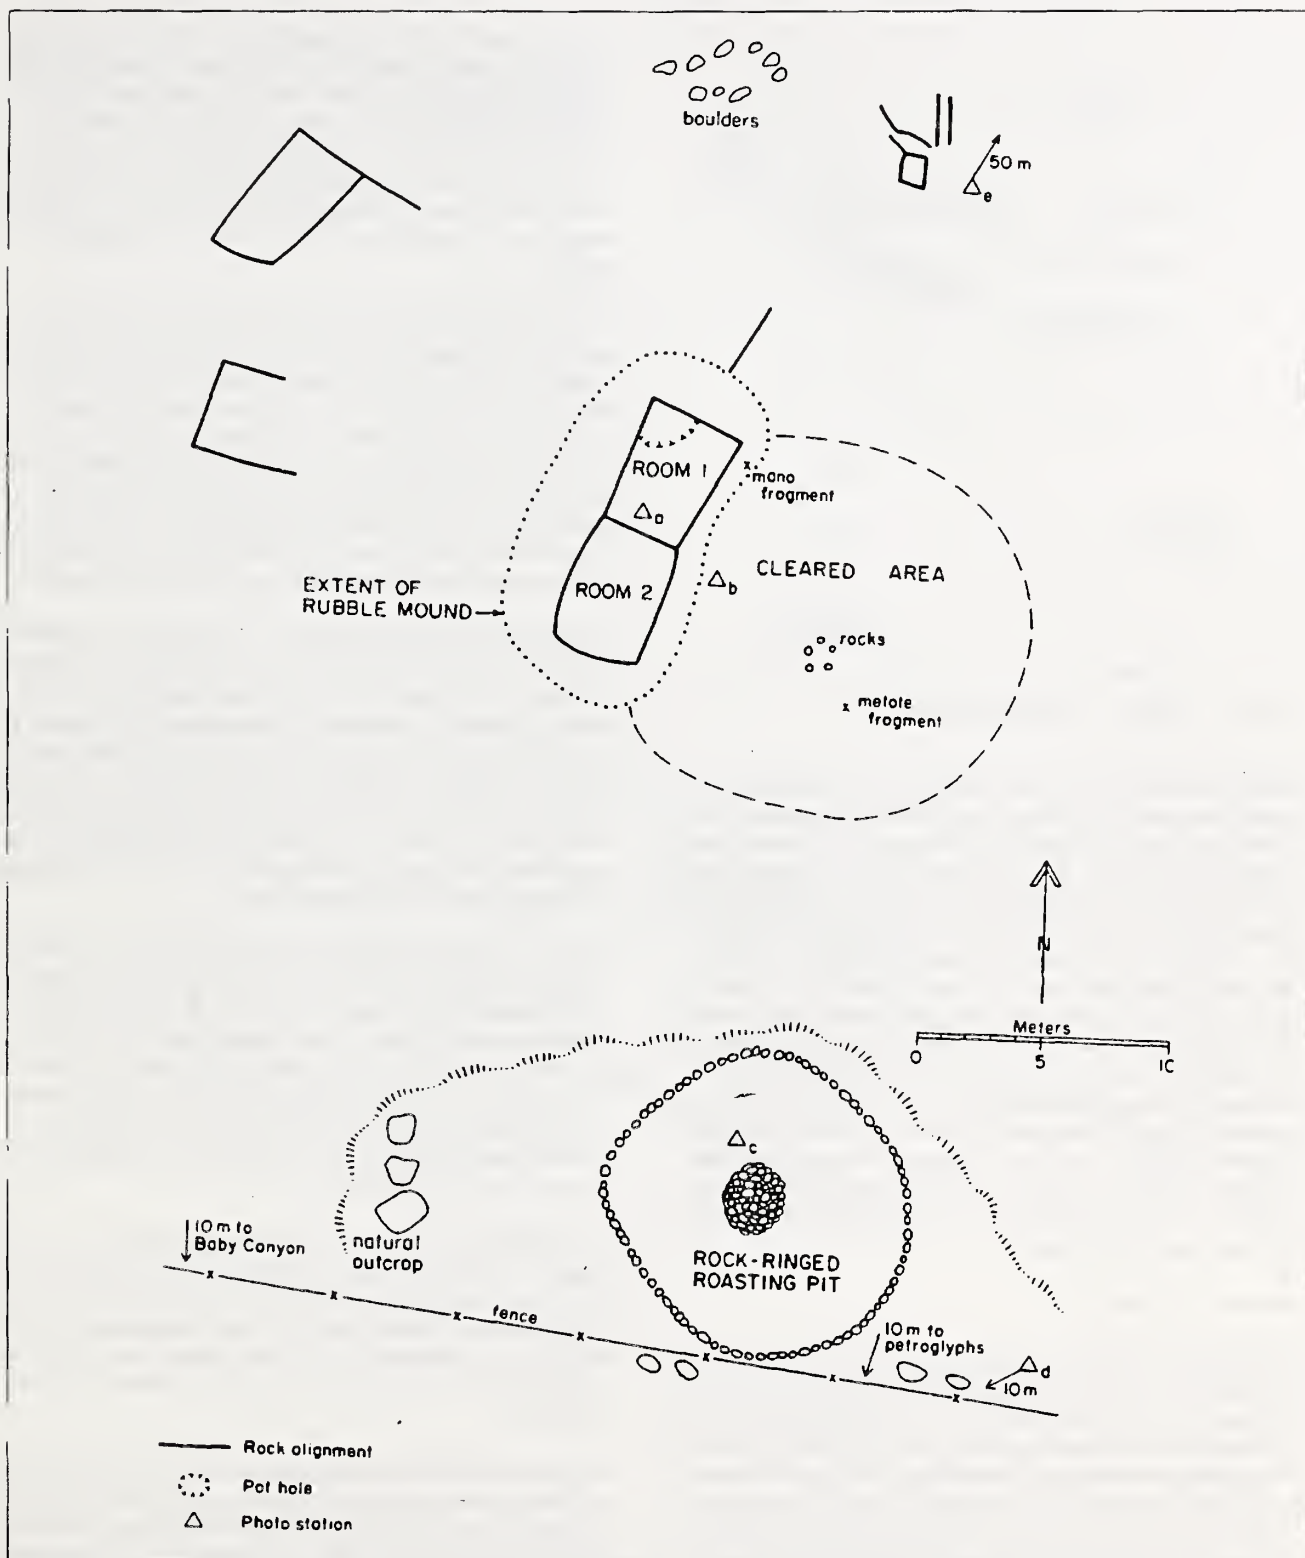 boulders
50 m
e
ROOM 1
a
mano
fragment
CLEARED AREA
b
EXTENT OF
RUBBLE MOUND
ROOM 2
rocks
metate
fragment
N
Meters
0 5 10
c
10 m to
Baby Canyon
natural
outcrop
ROCK-RINGED
ROASTING PIT
fence
10 m to
petroglyphs
d
10 m
Rock alignment
Pot hole
Photo station